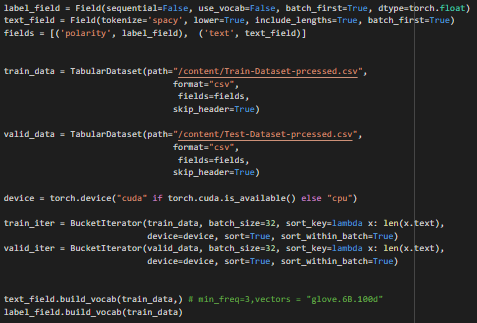 label_field = Field(sequential=False, use_vocab=False, batch_first=True, dtype=torch.float)
text_field = Field(tokenize='spacy', lower=True, include_lengths=True, batch_first=True)
fields = [('polarity', label_field),  ('text', text_field)]
train_data = TabularDataset(path="/content/Train-Dataset-prcessed.csv",
format="csv",
fields=fields,
skip_header=True)
valid_data = TabularDataset(path="/content/Test-Dataset-prcessed.csv",
format="csv",
fields=fields,
skip_header=True)
device = torch.device("cuda" if torch.cuda.is_available() else "cpu")
train_iter = BucketIterator(train_data, batch_size=32, sort_key=lambda x: len(x.text),
device=device, sort=True, sort_within_batch=True)
valid_iter = BucketIterator(valid_data, batch_size=32, sort_key=lambda x: len(x.text),
device=device, sort=True, sort_within_batch=True)
text_field.build_vocab(train_data,) # min_freq=3,vectors = "glove.6B.100d"
label_field.build_vocab(train_data)